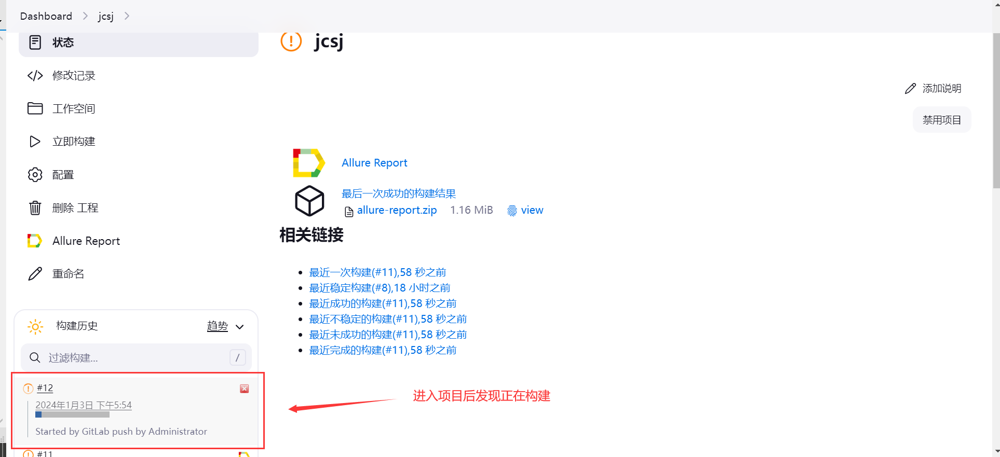 Dashboard > jcsj >
状态
修改记录
工作空间
立即构建
配置
删除 工程
Allure Report
重命名
构建历史
趋势
过滤构建...
/
#12
2024年1月3日 下午5:54
Started by GitLab push by Administrator
#11
jcsj
添加说明
禁用项目
Allure Report
最后一次成功的构建结果
allure-report.zip 1.16 MiB view
相关链接
最近一次构建(#11),58 秒之前
最近稳定构建(#8),18 小时之前
最近成功的构建(#11),58 秒之前
最近不稳定的构建(#11),58 秒之前
最近未成功的构建(#11),58 秒之前
最近完成的构建(#11),58 秒之前
进入项目后发现正在构建